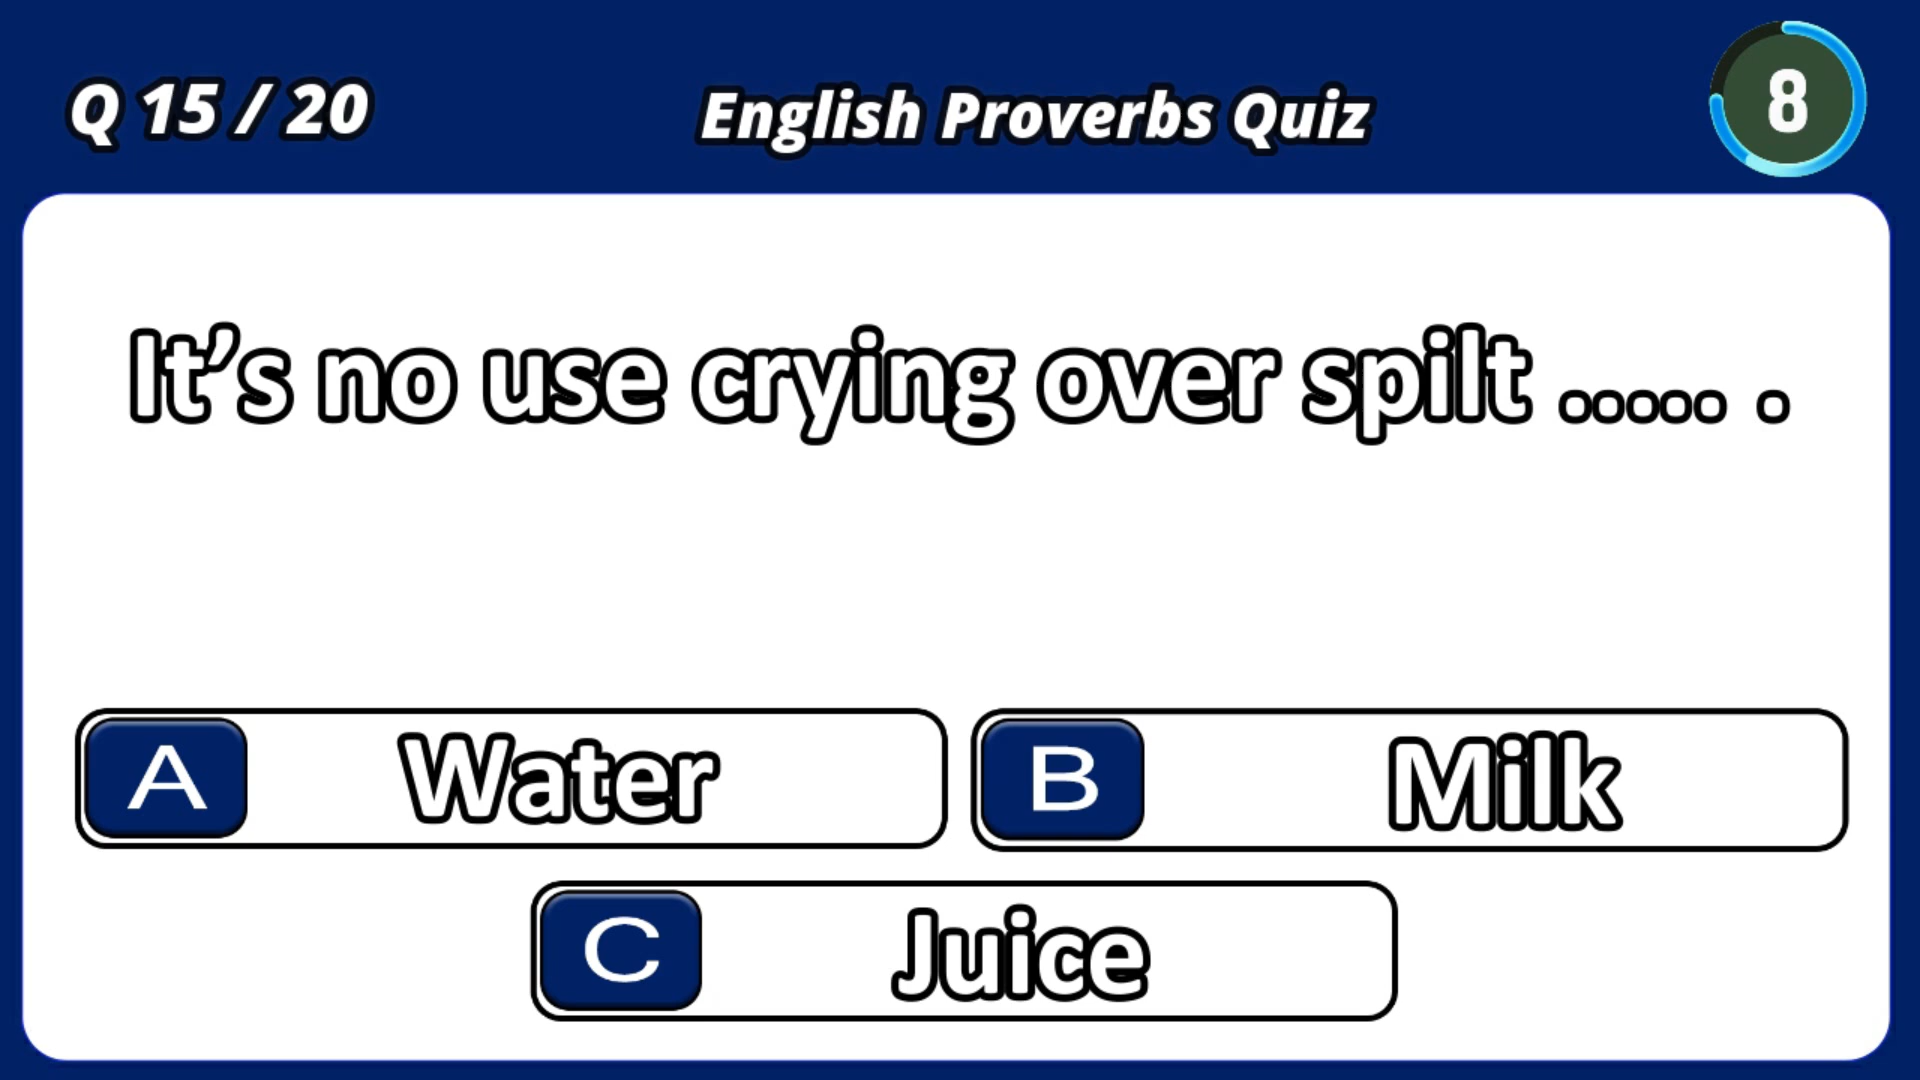 Q 15 / 20
English Proverbs Quiz
8
It’s no use crying over spilt ..... .
A Water
B Milk
C Juice